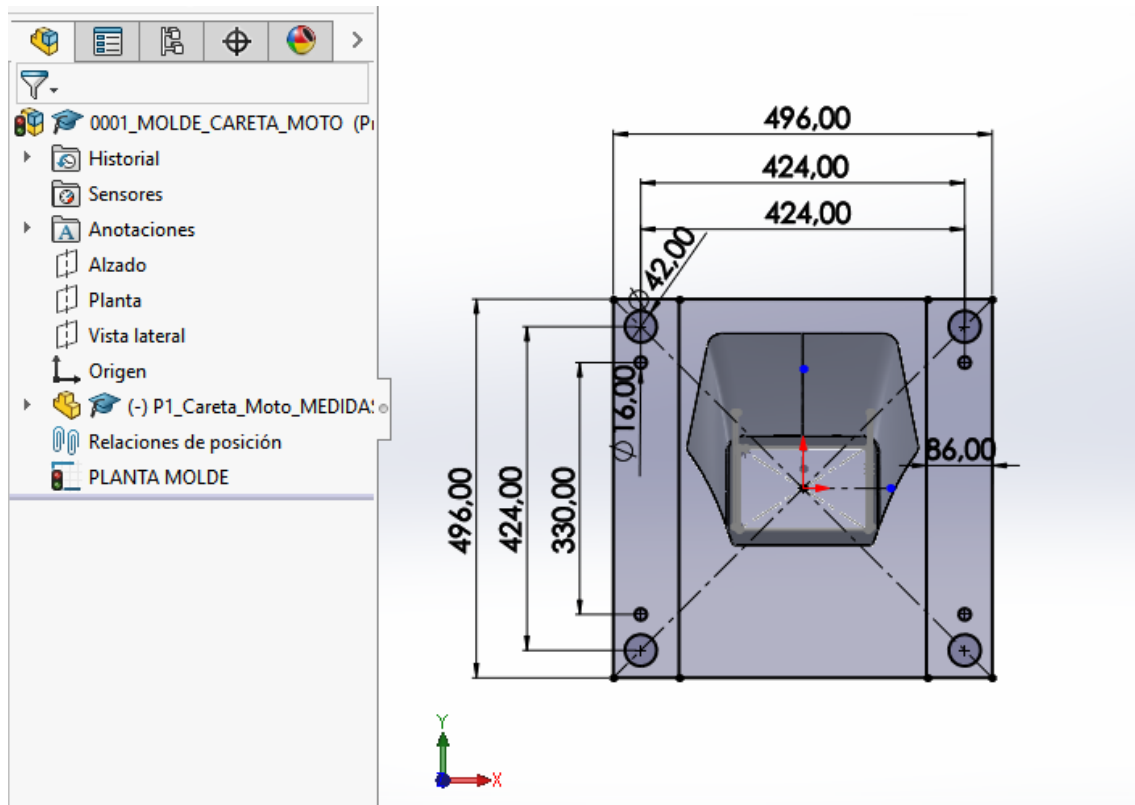 0001_MOLDE_CARETA_MOTO (Pr
Historial
Sensores
A Anotaciones
Alzado
Planta
Vista lateral
Origen
(-) P1_Careta_Moto_MEDIDAS
Relaciones de posición
PLANTA MOLDE
496,00
424,00
424,00
∅ 42,00
∅ 16,00
86,00
496,00
424,00
330,00
Y
X